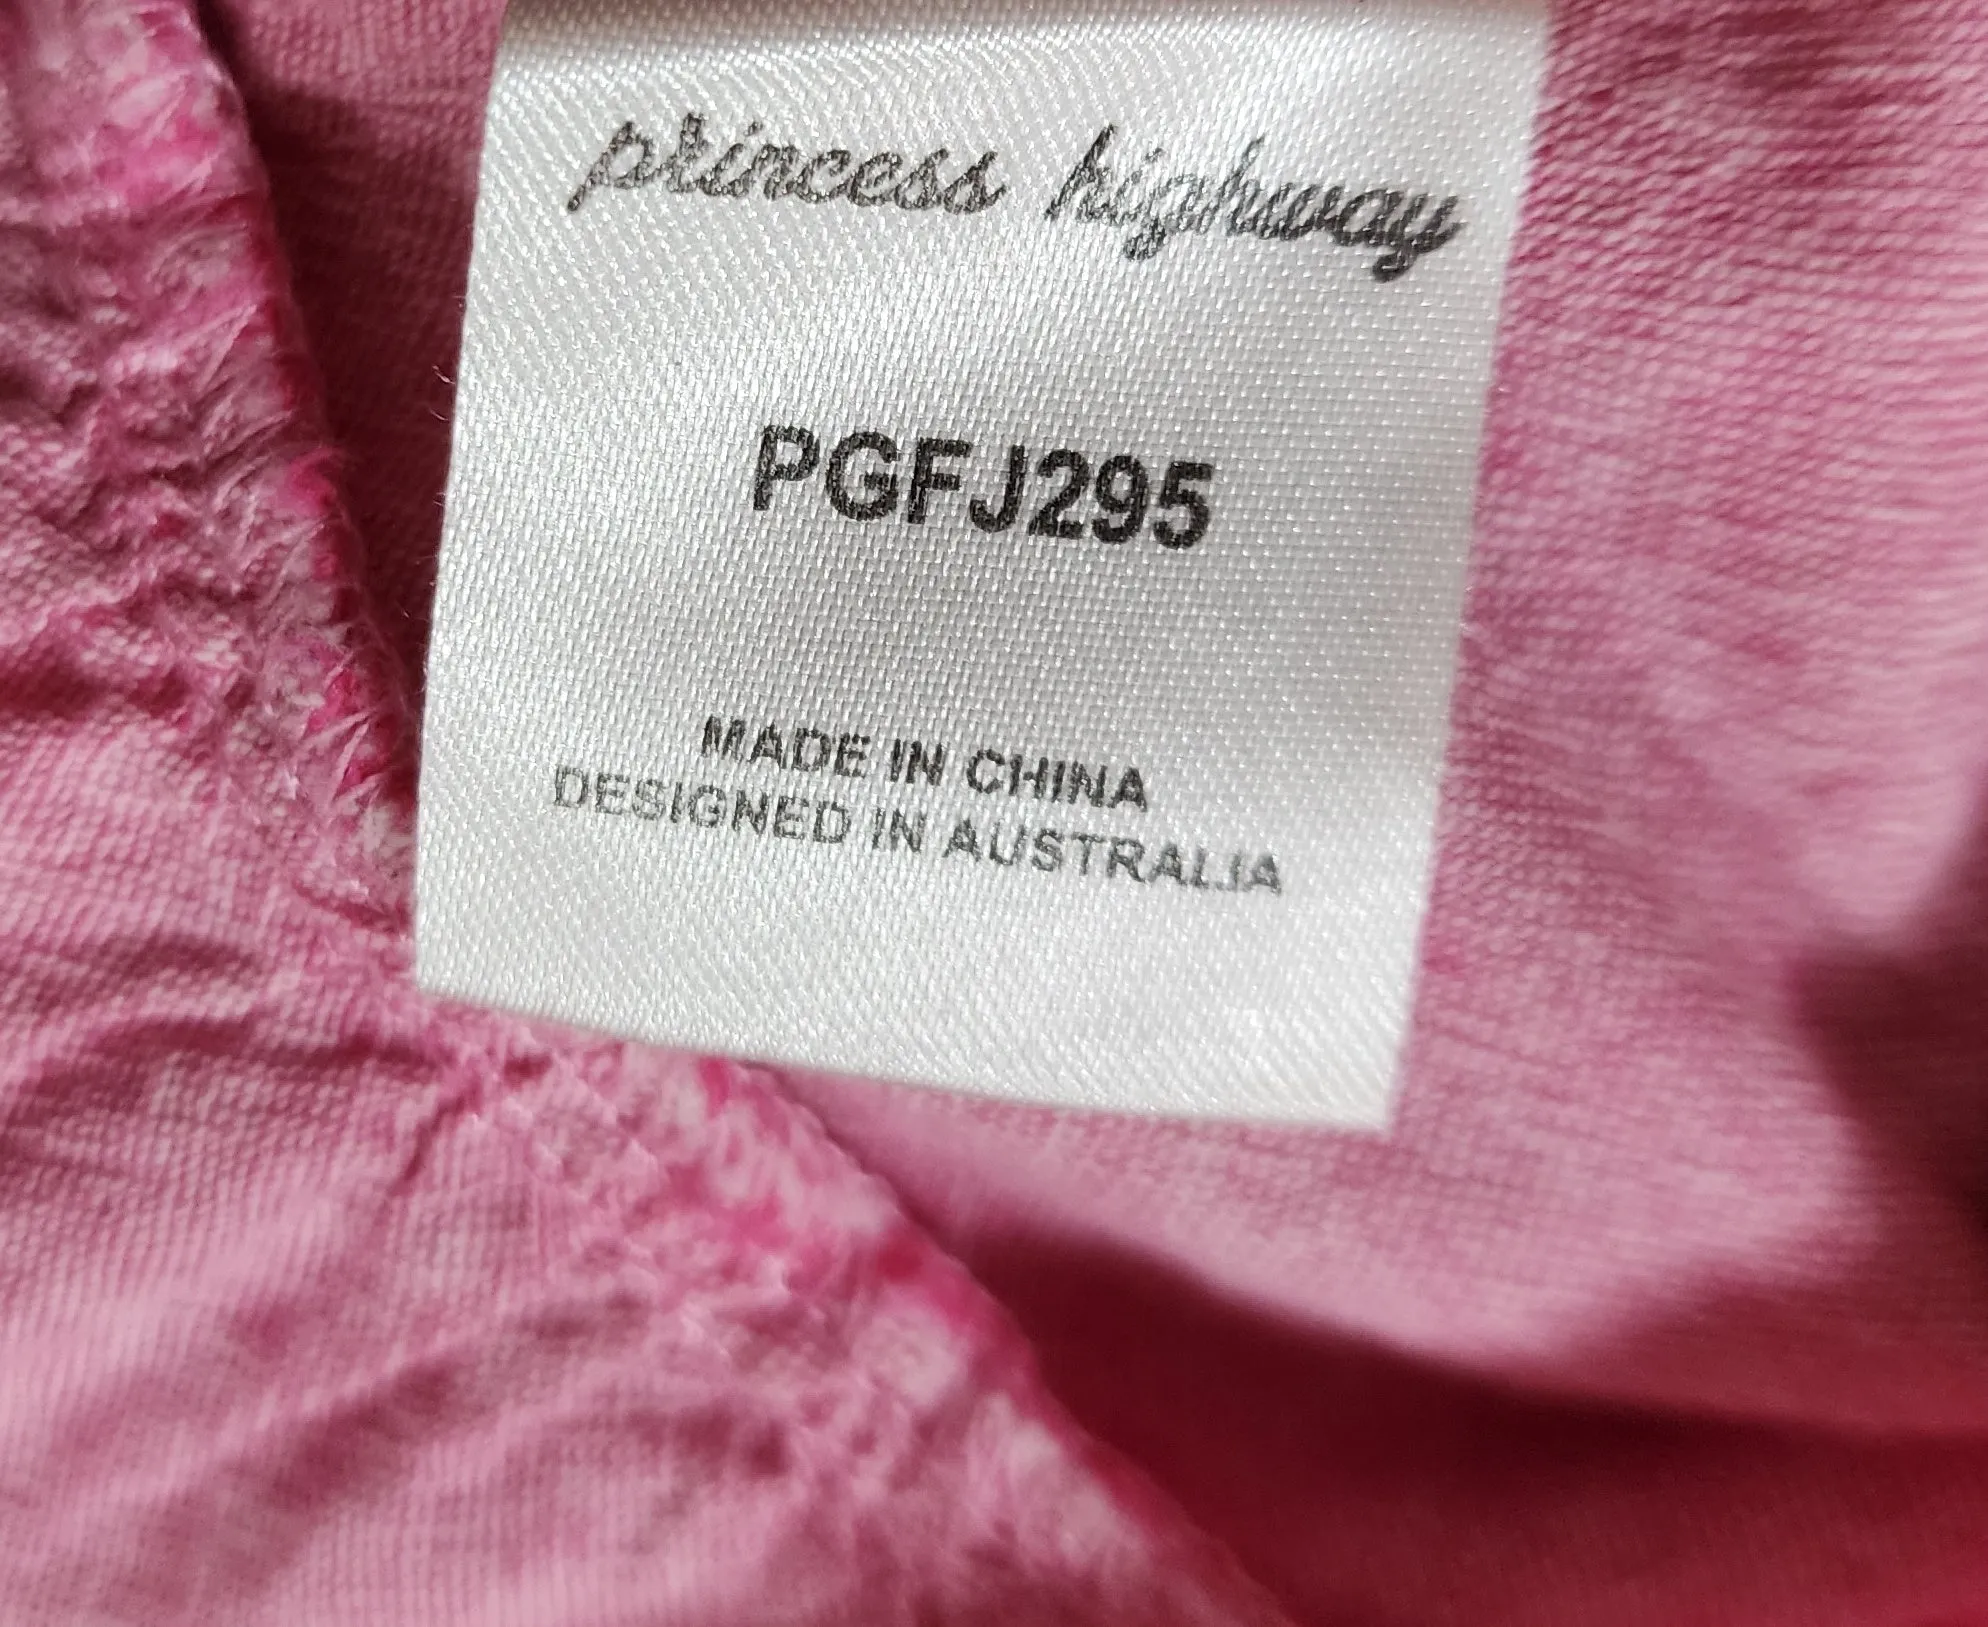 princess highway
PGFJ295
MADE IN CHINA
DESIGNED IN AUSTRALIA